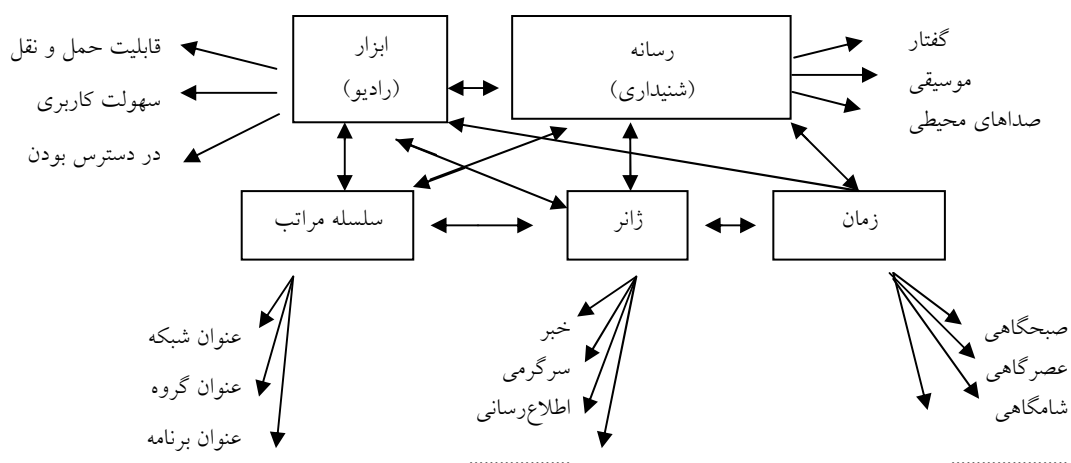 رسانه
(شنیداری)
ابزار
(رادیو)
گفتار
موسیقی
صداهای محیطی
قابلیت حمل و نقل
سهولت کاربری
در دسترس بودن
زمان
ژانر
سلسله مراتب
صبحگاهی
عصرگاهی
شامگاهی
خبر
سرگرمی
اطلاع‌رسانی
عنوان شبکه
عنوان گروه
عنوان برنامه